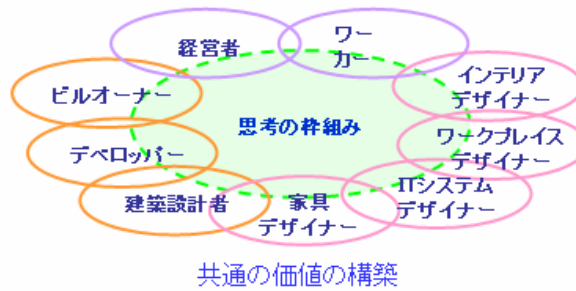 経営者
ワー
カー
ビルオーナー
インテリア
デザイナー
思考の枠組み
デベロッパー
ワークプレイス
デザイナー
建築設計者
家具
デザイナー
ITシステム
デザイナー
共通の価値の構築